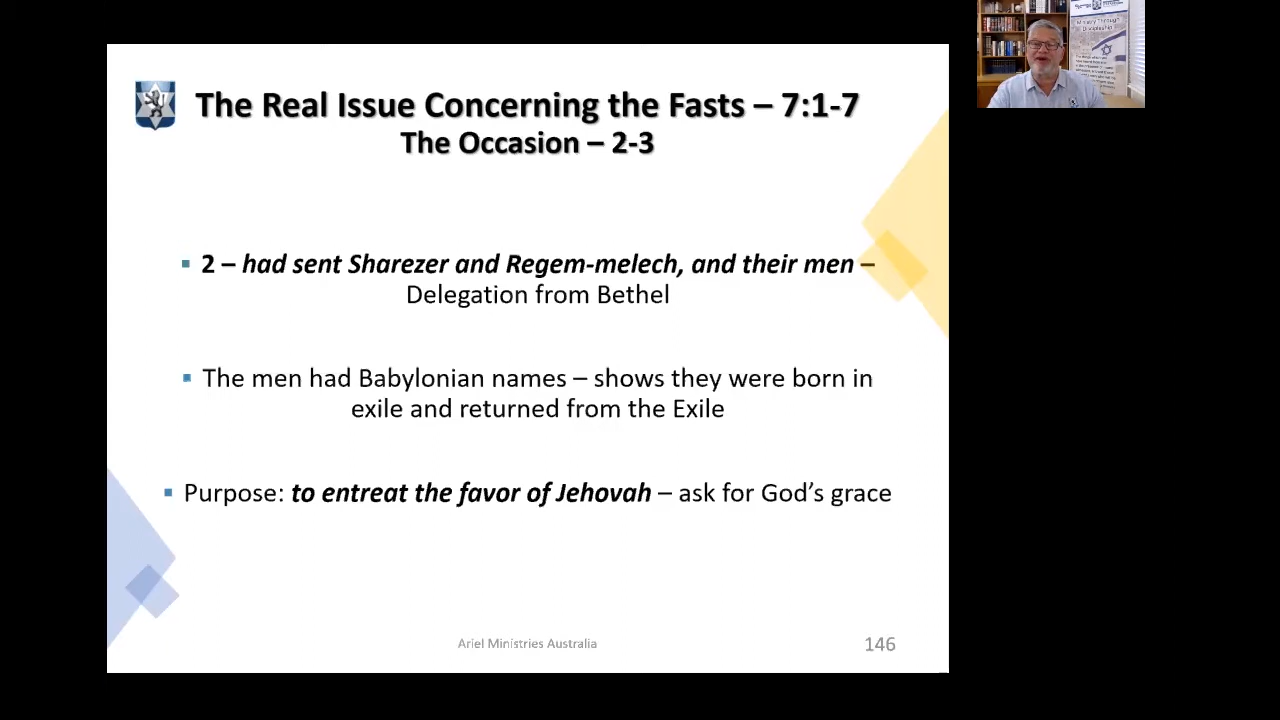 The Real Issue Concerning the Fasts – 7:1-7
The Occasion – 2-3
▪ 2 – had sent Sharezer and Regem-melech, and their men –
Delegation from Bethel
▪ The men had Babylonian names – shows they were born in
exile and returned from the Exile
▪ Purpose: to entreat the favor of Jehovah – ask for God’s grace
Ariel Ministries Australia
146
Ministry Through
Discipleship